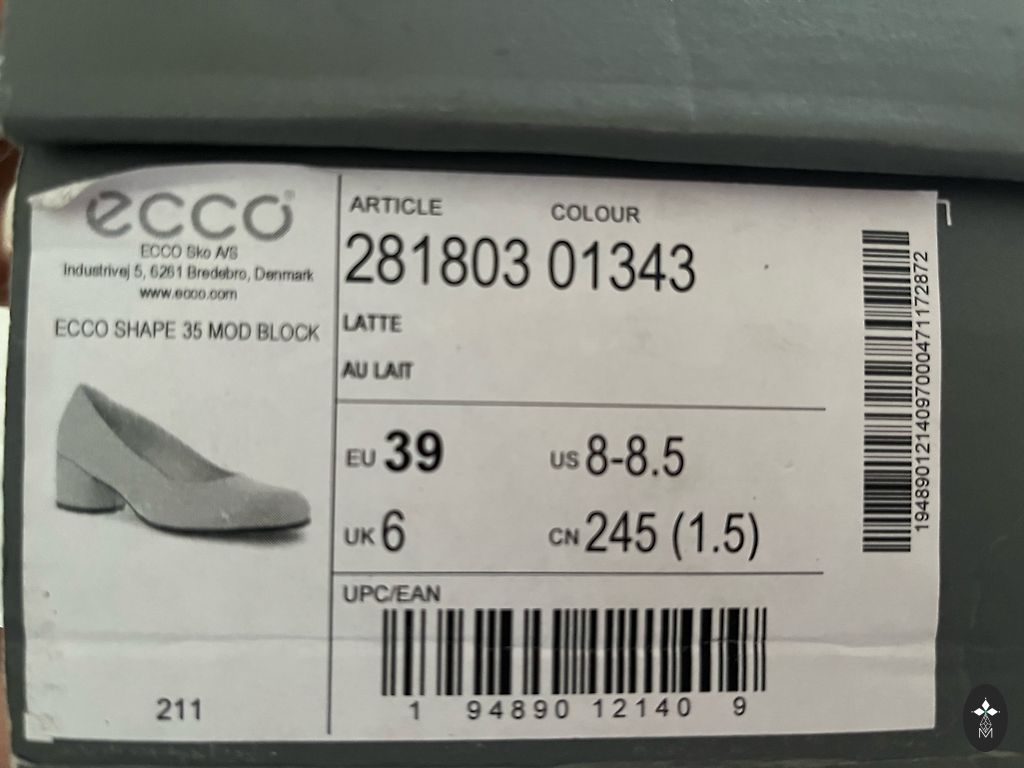 ecco
ECCO Sko A/S
Industrivej 5, 6261 Bredebro, Denmark
www.ecco.com
ECCO SHAPE 35 MOD BLOCK
211
ARTICLE COLOUR
281803 01343
LATTE
AU LAIT
EU 39 US 8-8.5
UK 6 CN 245 (1.5)
UPC/EAN
1 94890 12140 9
19489012140970004711​72872
M